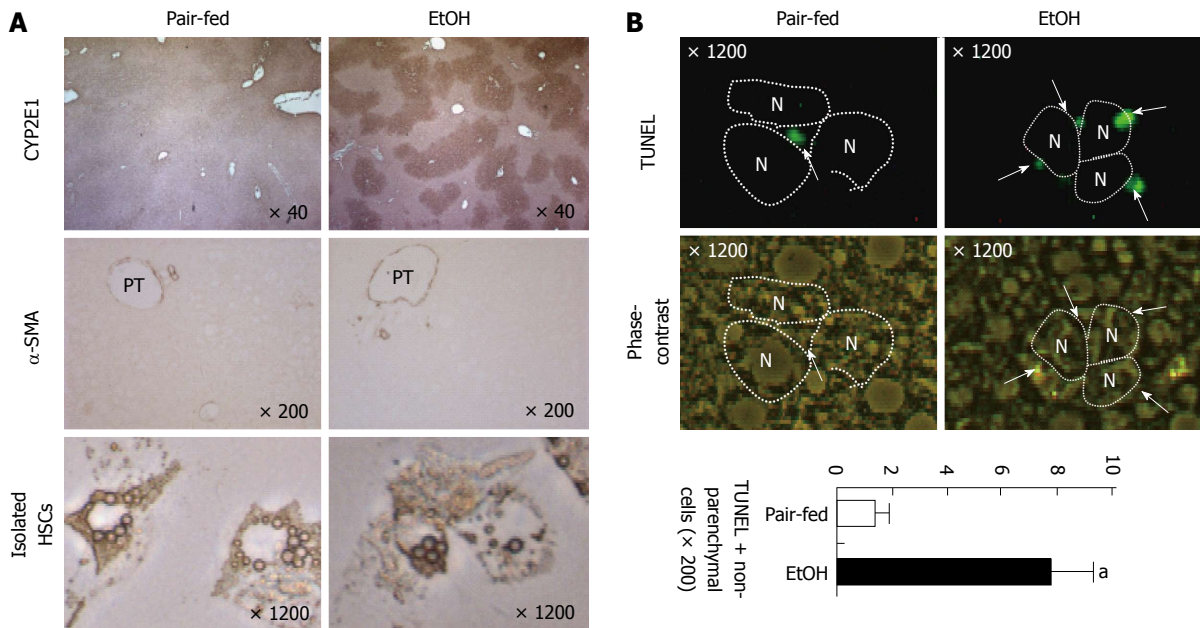 A
Pair-fed
EtOH
CYP2E1
× 40
× 40
α-SMA
PT
× 200
PT
× 200
Isolated
HSCs
× 1200
× 1200
B
Pair-fed
EtOH
TUNEL
× 1200
N
N
N
× 1200
N
N
N
Phase-
contrast
× 1200
N
N
N
× 1200
N
N
N
0
2
4
6
8
10
Pair-fed
EtOH
a
TUNEL + non-
parenchymal
cells (× 200)